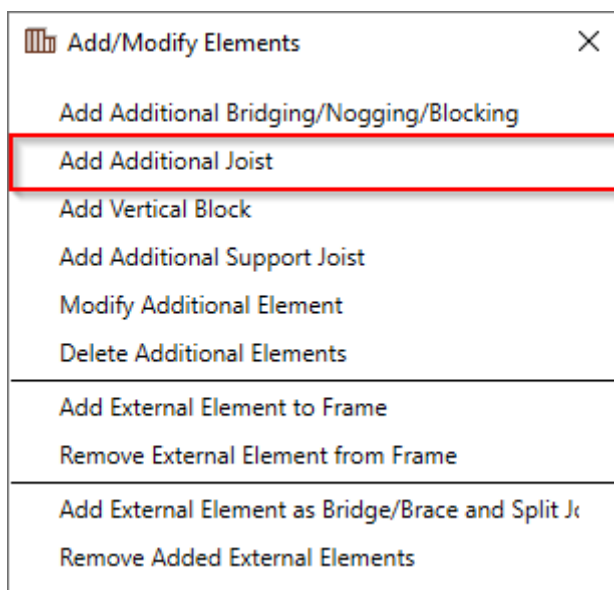 Add/Modify Elements
Add Additional Bridging/Nogging/Blocking
Add Additional Joist
Add Vertical Block
Add Additional Support Joist
Modify Additional Element
Delete Additional Elements
Add External Element to Frame
Remove External Element from Frame
Add External Element as Bridge/Brace and Split
Remove Added External Elements